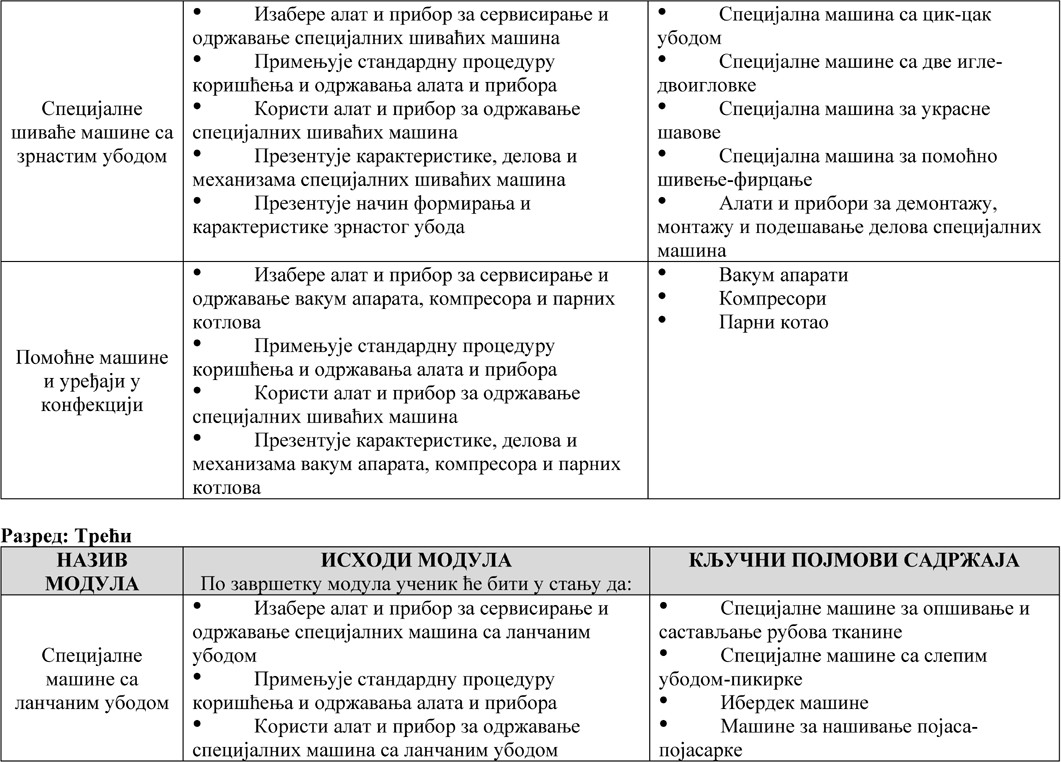 Специјалне
шиваће машине са
зрнастим убодом
• Изабере алат и прибор за сервисирање и
одржавање специјалних шиваћих машина
• Примењује стандардну процедуру
коришћења и одржавања алата и прибора
• Користи алат и прибор за одржавање
специјалних шиваћих машина
• Презентује карактеристике, делова и
механизама специјалних шиваћих машина
• Презентује начин формирања и
карактеристике зрнастог убода
• Специјална машина са цик-цак
убодом
• Специјалне машине са две игле-
двоигловке
• Специјална машина за украсне
шавове
• Специјална машина за помоћно
шивење-фирцање
• Алати и прибори за демонтажу,
монтажу и подешавање делова специјалних
машина
Помоћне машине
и уређаји у
конфекцији
• Изабере алат и прибор за сервисирање и
одржавање вакум апарата, компресора и парних
котлова
• Примењује стандардну процедуру
коришћења и одржавања алата и прибора
• Користи алат и прибор за одржавање
специјалних шиваћих машина
• Презентује карактеристике, делова и
механизама вакум апарата, компресора и парних
котлова
• Вакум апарати
• Компресори
• Парни котао
Разред: Трећи
НАЗИВ
МОДУЛА
ИСХОДИ МОДУЛА
По завршетку модула ученик ће бити у стању да:
КЉУЧНИ ПОЈМОВИ САДРЖАЈА
Специјалне
машине са
ланчаним убодом
• Изабере алат и прибор за сервисирање и
одржавање специјалних машина са ланчаним
убодом
• Примењује стандардну процедуру
коришћења и одржавања алата и прибора
• Користи алат и прибор за одржавање
специјалних машина са ланчаним убодом
• Специјалне машине за опшивање и
састављање рубова тканине
• Специјалне машине са слепим
убодом-пикирке
• Ибердек машине
• Машине за нашивање појаса-
појасарке